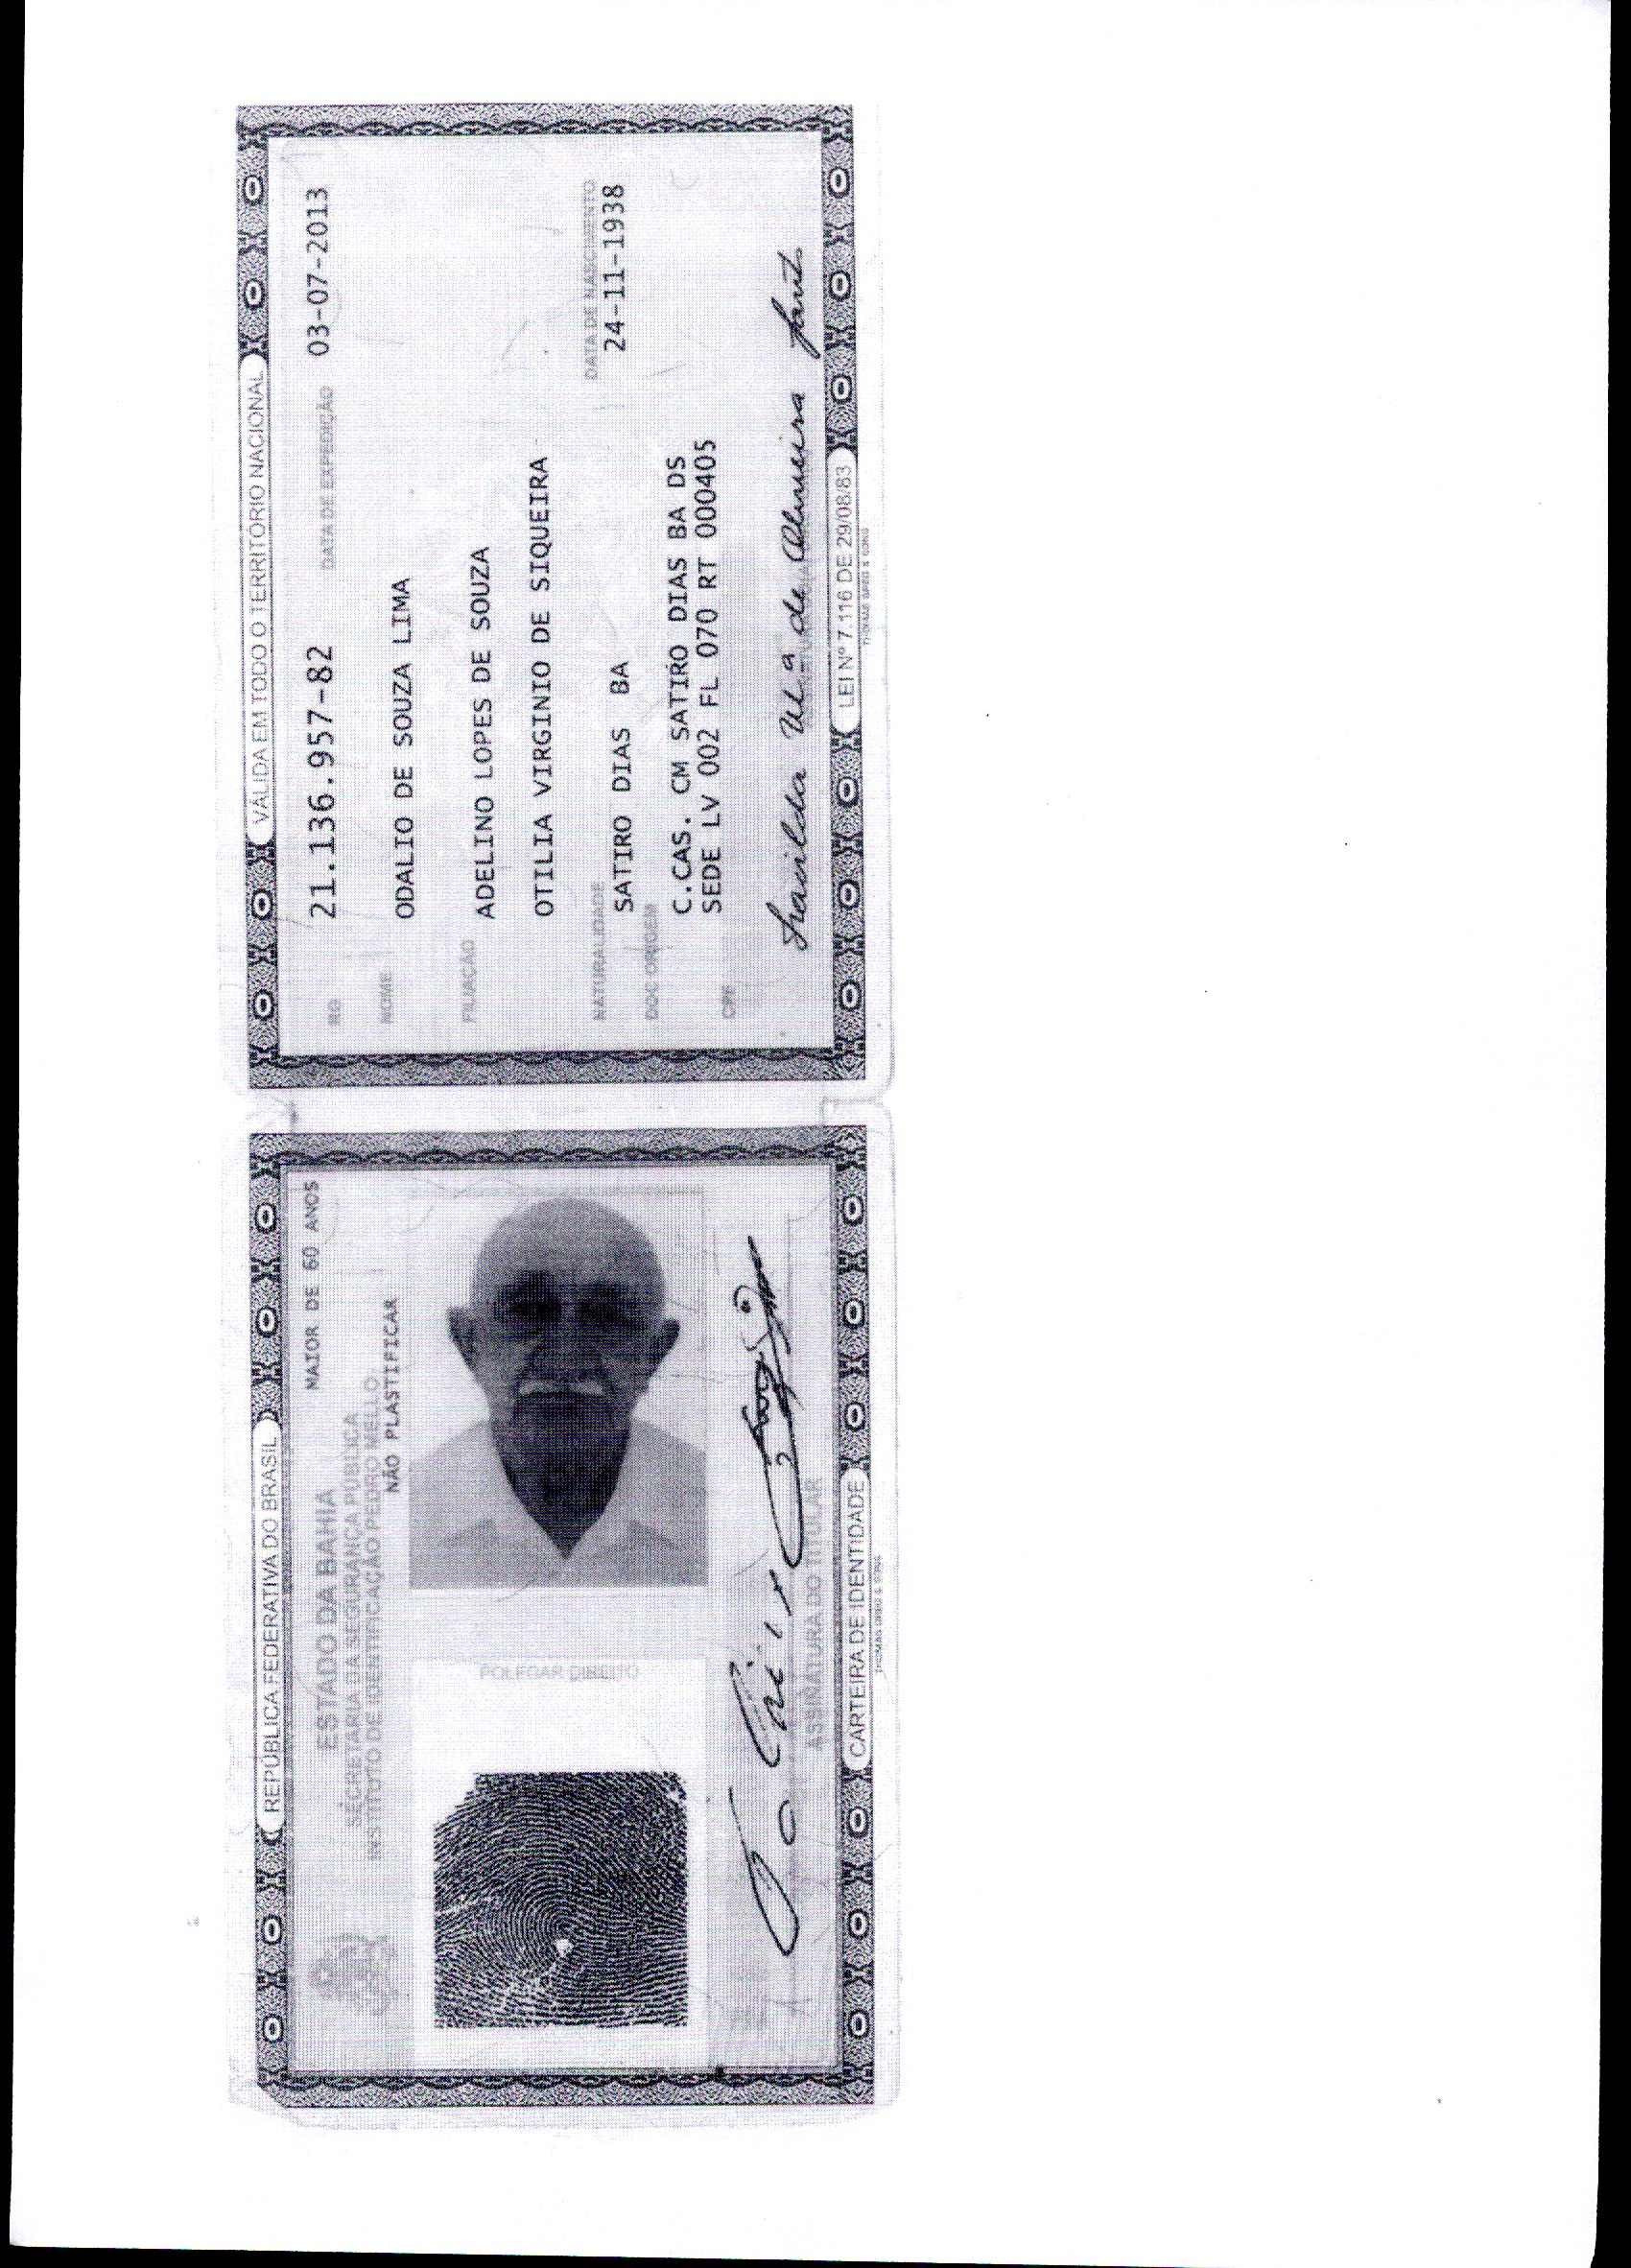 REPÚBLICA FEDERATIVA DO BRASIL
MAIOR DE 60 ANOS
ESTADO DA BAHIA
SECRETARIA DA SEGURANÇA PÚBLICA
INSTITUTO DE IDENTIFICAÇÃO PEDRO MELLO
NÃO PLASTIFICAR
POLEGAR DIREITO
ASSINATURA DO TITULAR
CARTEIRA DE IDENTIDADE
THOMAS GREG & SONS
VÁLIDA EM TODO O TERRITÓRIO NACIONAL
RG 21.136.957-82 DATA DE EXPEDIÇÃO 03-07-2013
NOME
ODALIO DE SOUZA LIMA
FILIAÇÃO
ADELINO LOPES DE SOUZA
OTILIA VIRGINIO DE SIQUEIRA
NATURALIDADE DATA DE NASCIMENTO
SATIRO DIAS BA 24-11-1938
DOC ORIGEM
C.CAS. CM SATIRO DIAS BA DS
SEDE LV 002 FL 070 RT 000405
CPF
Mª de Oliveira
LEI Nº 7.116 DE 29/08/83
THOMAS GREG & SONS